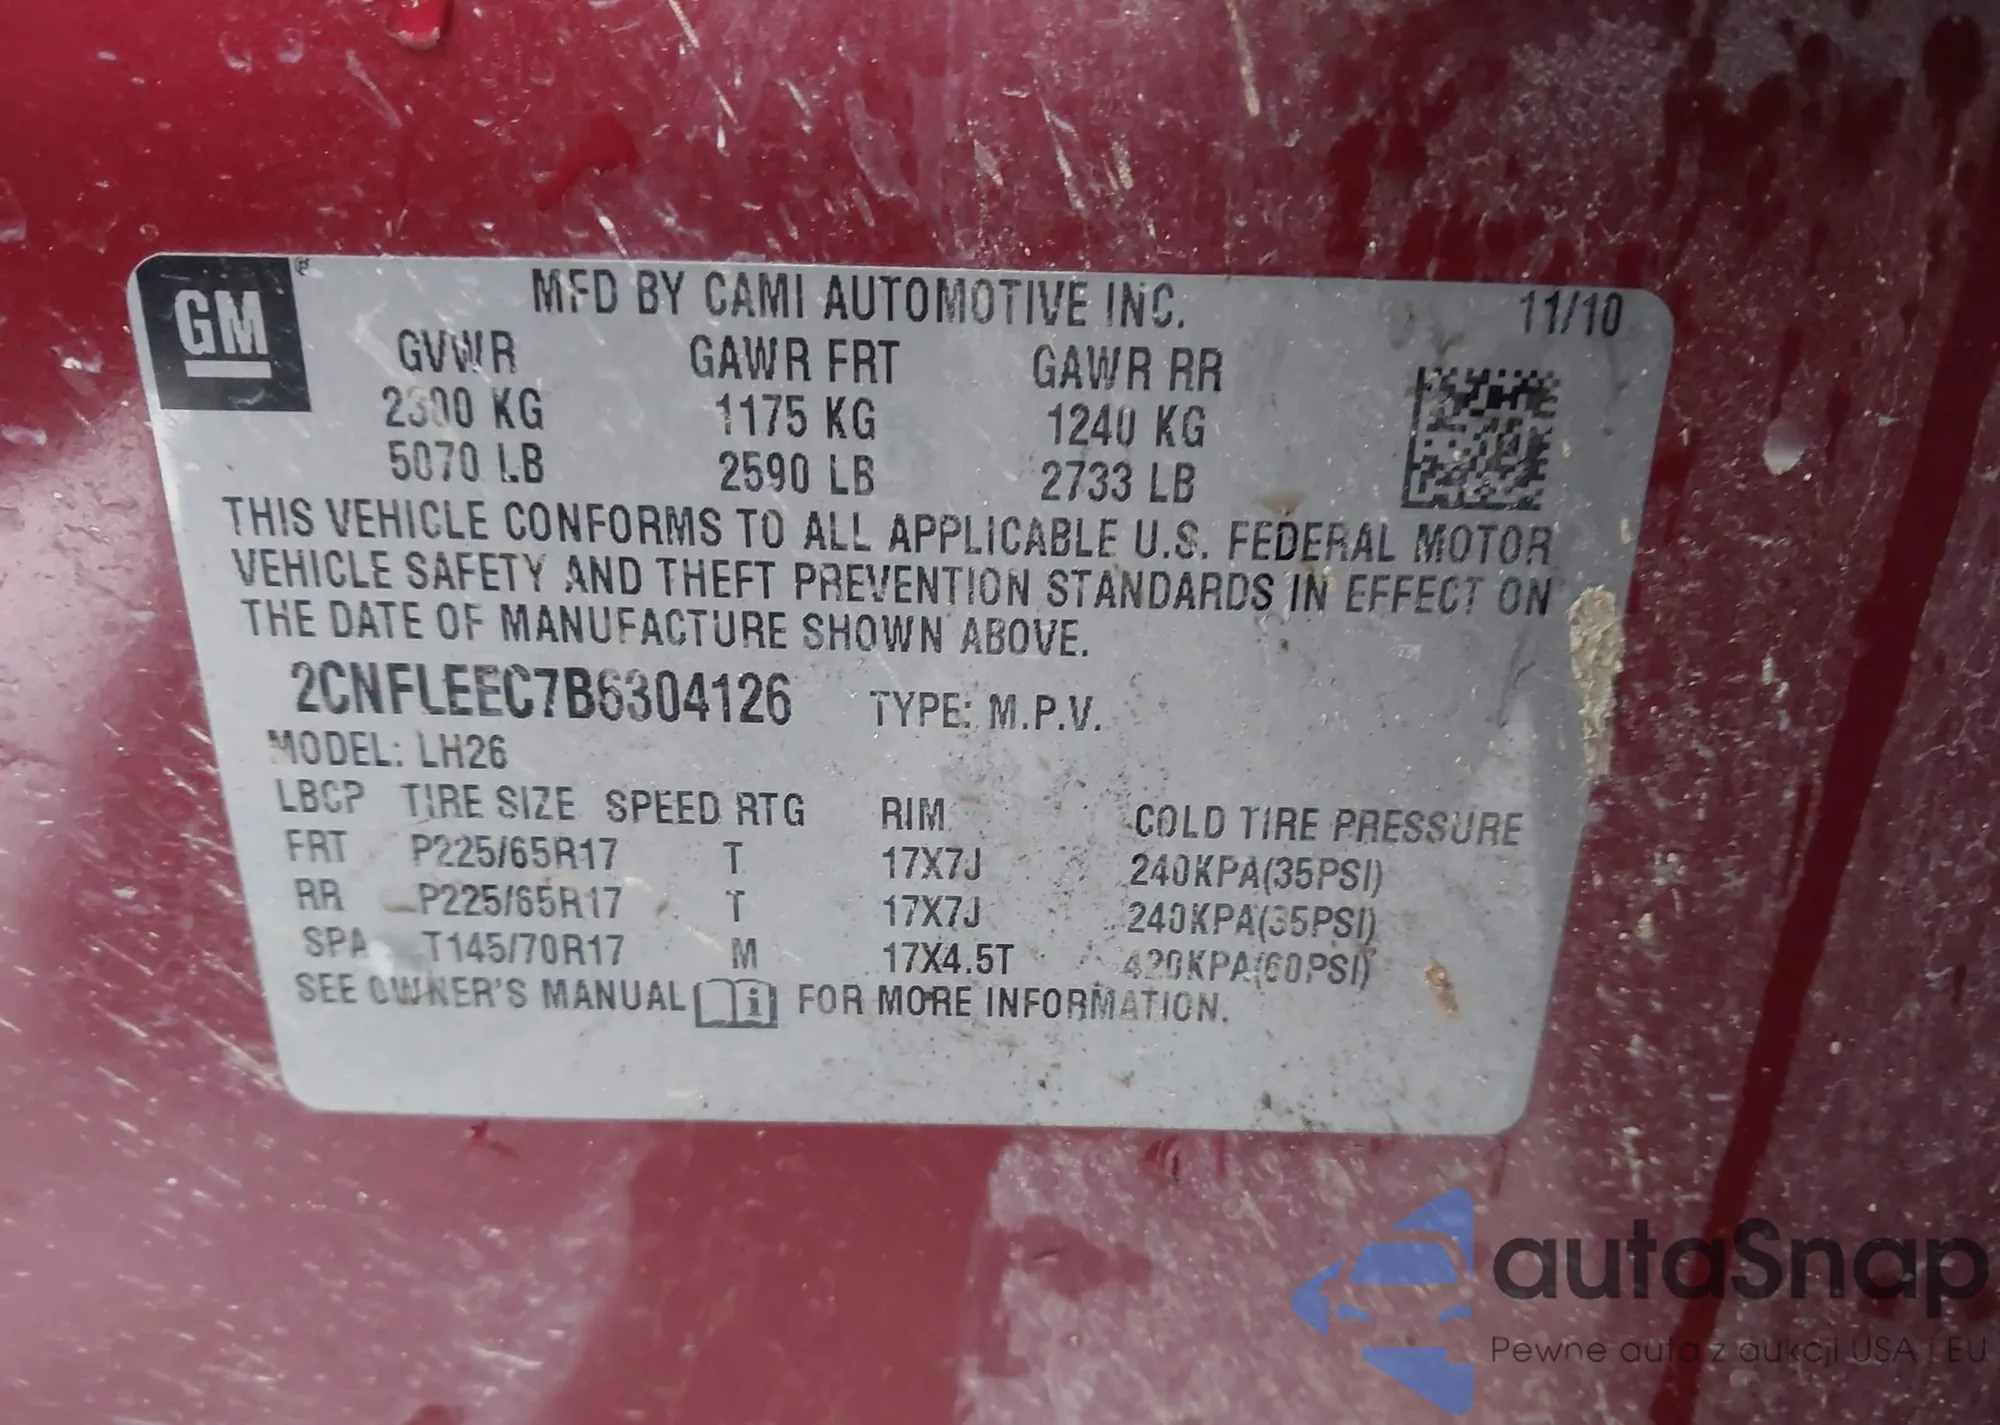 GM ®
MFD BY CAMI AUTOMOTIVE INC. 11/10
GVWR GAWR FRT GAWR RR
2300 KG 1175 KG 1240 KG
5070 LB 2590 LB 2733 LB
THIS VEHICLE CONFORMS TO ALL APPLICABLE U.S. FEDERAL MOTOR
VEHICLE SAFETY AND THEFT PREVENTION STANDARDS IN EFFECT ON
THE DATE OF MANUFACTURE SHOWN ABOVE.
2CNFLEEC7B6304126 TYPE: M.P.V.
MODEL: LH26
LBCP TIRE SIZE SPEED RTG RIM COLD TIRE PRESSURE
FRT P225/65R17 T 17X7J 240KPA(35PSI)
RR P225/65R17 T 17X7J 240KPA(35PSI)
SPA T145/70R17 M 17X4.5T 420KPA(60PSI)
SEE OWNER'S MANUAL FOR MORE INFORMATION.
autaSnap
Pewne auta z aukcji USA i EU